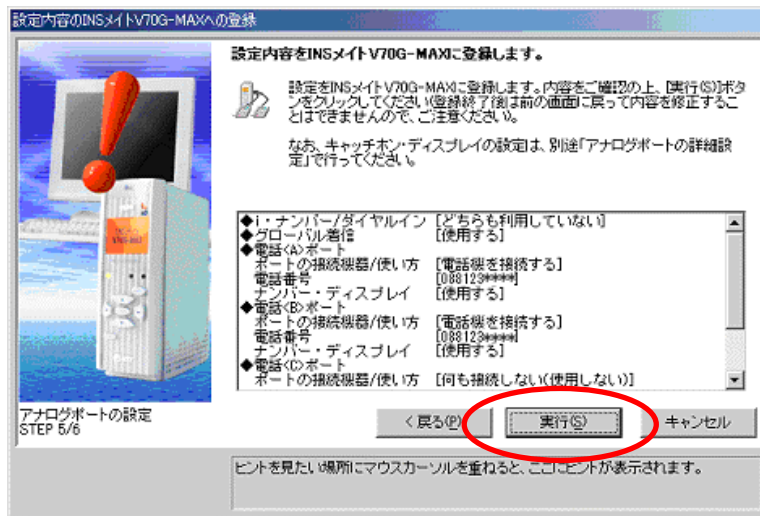 設定内容のINSメイトV70G-MAXへの登録
設定内容をINSメイトV70G-MAXに登録します。
設定をINSメイトV70G-MAXに登録します。内容をご確認の上、[実行(S)]ボタ
ンをクリックしてください(登録終了後は前の画面に戻って内容を修正するこ
とはできませんので、ご注意ください)。
なお、キャッチホン・ディスプレイの設定は、別途「アナログポートの詳細設
定」で行ってください。
◆i・ナンバー/ダイヤルイン [どちらも利用していない]
◆グローバル着信 [使用する]
◆電話<A>ポート
ポートの接続機器/使い方 [電話機を接続する]
電話番号 [088123****]
ナンバー・ディスプレイ [使用する]
◆電話<B>ポート
ポートの接続機器/使い方 [電話機を接続する]
電話番号 [088123****]
ナンバー・ディスプレイ [使用する]
◆電話<C>ポート
ポートの接続機器/使い方 [何も接続しない(使用しない)]
アナログポートの設定
STEP 5/6
< 戻る(P) 実行(S) キャンセル
ヒントを見たい場所にマウスカーソルを重ねると、ここにヒントが表示されます。